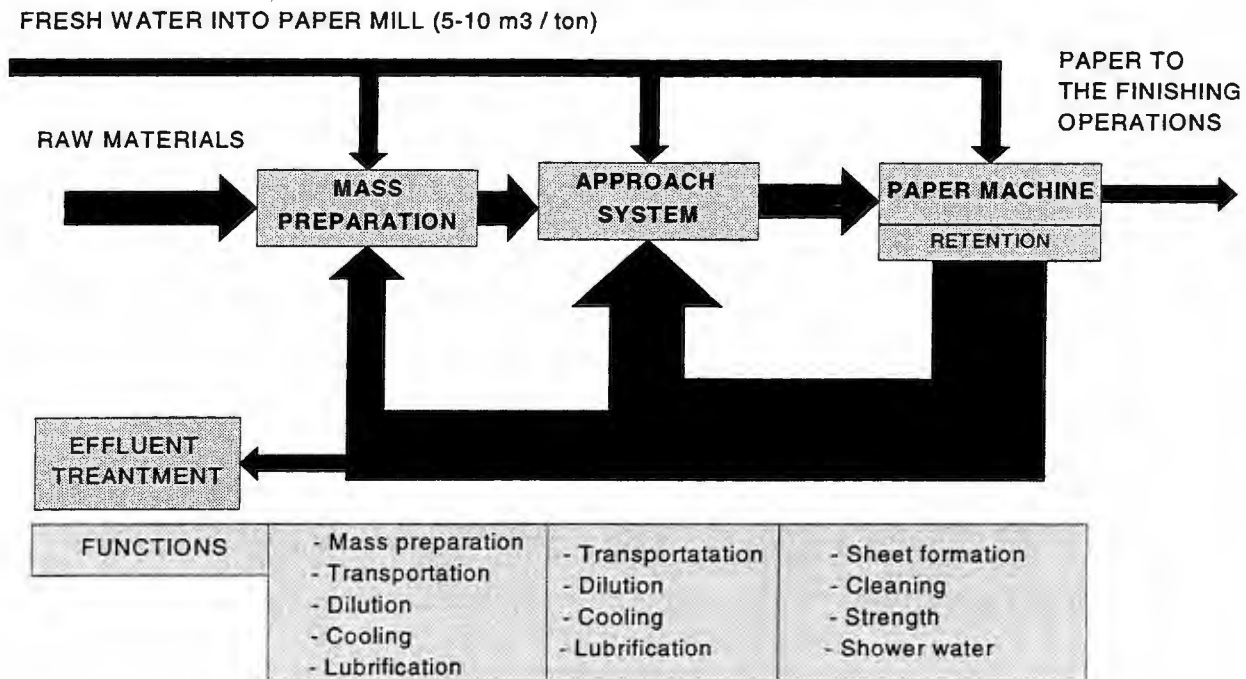 FRESH WATER INTO PAPER MILL (5-10 m3 / ton)
PAPER TO
THE FINISHING
OPERATIONS
RAW MATERIALS
MASS
PREPARATION
APPROACH
SYSTEM
PAPER MACHINE
RETENTION
EFFLUENT
TREANTMENT
FUNCTIONS
- Mass preparation
- Transportation
- Dilution
- Cooling
- Lubrification
- Transportatation
- Dilution
- Cooling
- Lubrification
- Sheet formation
- Cleaning
- Strength
- Shower water